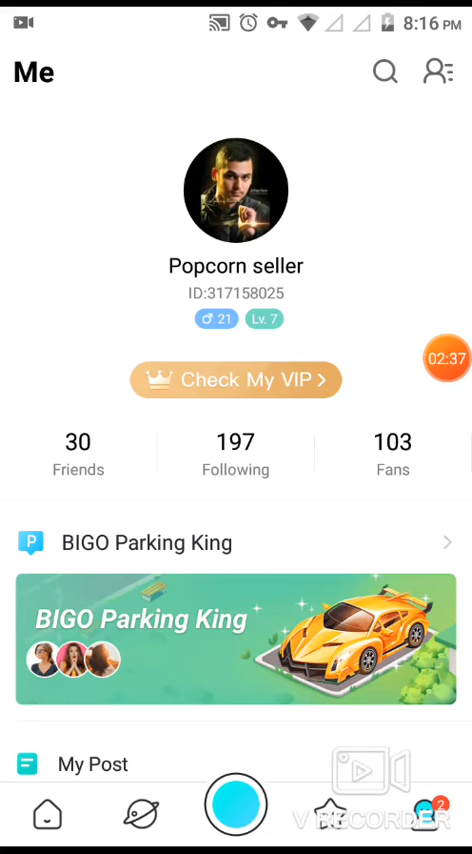 8:16 PM
Me
Popcorn seller
ID:317158025
♂ 21 Lv. 7
Check My VIP >
02:37
30 197 103
Friends Following Fans
P BIGO Parking King >
BIGO Parking King
My Post
2
V RECORDER